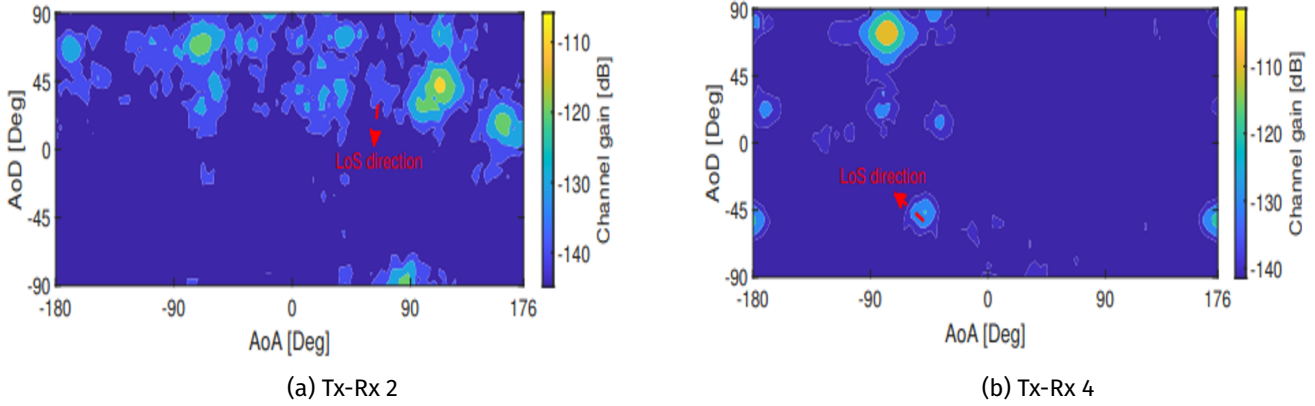 90
45
0
-45
-90
AoD [Deg]
-180
-90
0
90
176
AoA [Deg]
LoS direction
-110
-120
-130
-140
Channel gain [dB]
(a) Tx-Rx 2
90
45
0
-45
-90
AoD [Deg]
-180
-90
0
90
176
AoA [Deg]
LoS direction
-110
-120
-130
-140
Channel gain [dB]
(b) Tx-Rx 4